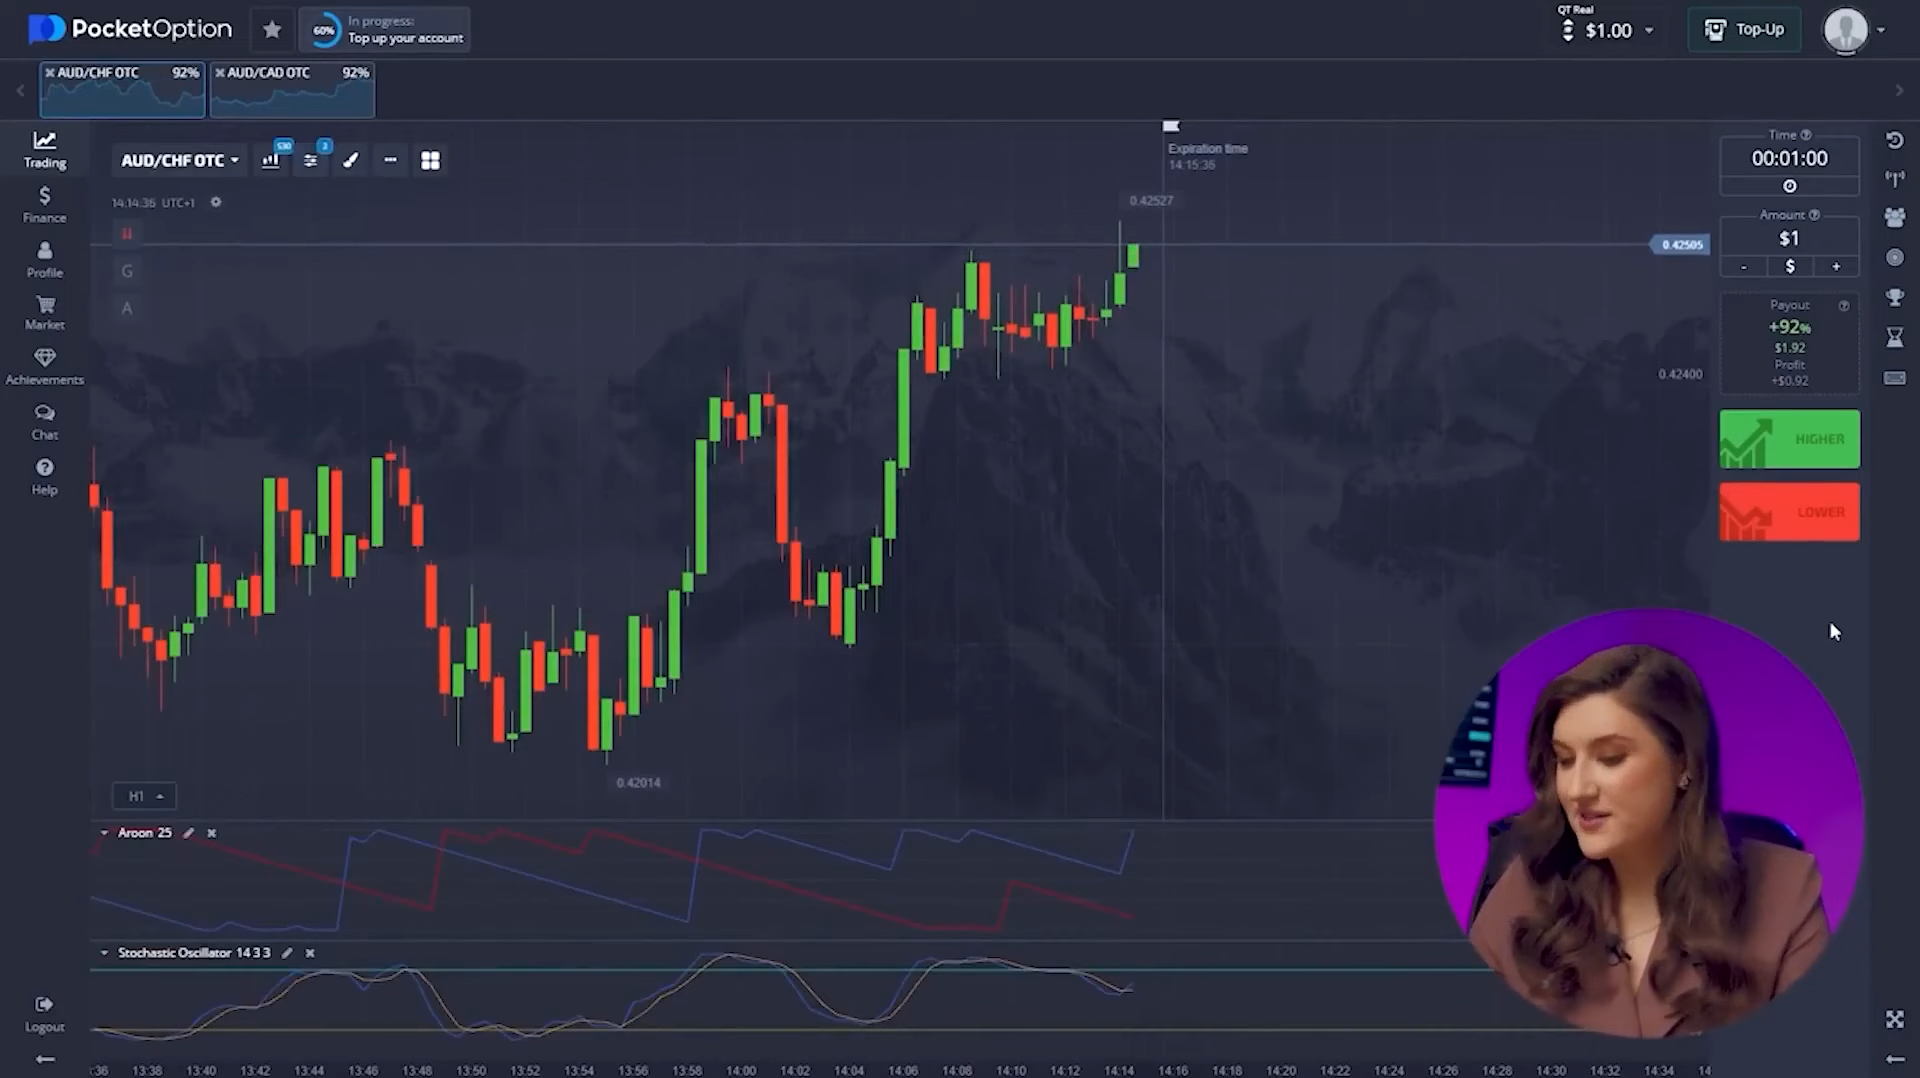 PocketOption
60%
In progress:
Top up your account
QT Real
$1.00
Top-Up
AUD/CHF OTC 92%
AUD/CAD OTC 92%
Trading
Finance
Profile
Market
Achievements
Chat
Help
Logout
AUD/CHF OTC
S30
2
14:14:36 UTC+1
G
A
Expiration time
14:15:36
0.42527
0.42505
0.42400
0.42014
H1
Time
00:01:00
Amount
$1
- $ +
Payout
+92%
$1.92
Profit
+$0.92
HIGHER
LOWER
Aroon 25
Stochastic Oscillator 14 3 3
:36 13:38 13:40 13:42 13:44 13:46 13:48 13:50 13:52 13:54 13:56 13:58 14:00 14:02 14:04 14:06 14:08 14:10 14:12 14:14 14:16 14:18 14:20 14:22 14:24 14:26 14:28 14:30 14:32 14:34 14